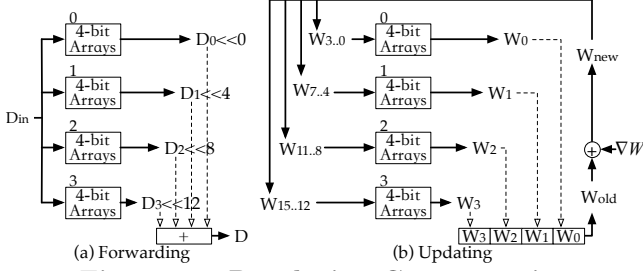 0
4-bit
Arrays
D0<<0
1
4-bit
Arrays
D1<<4
Din
2
4-bit
Arrays
D2<<8
3
4-bit
Arrays
D3<<12
+
D
(a) Forwarding
W3..0
0
4-bit
Arrays
W0
W7..4
1
4-bit
Arrays
W1
W11..8
2
4-bit
Arrays
W2
W15..12
3
4-bit
Arrays
W3
Wnew
+
∇W
Wold
W3 W2 W1 W0
(b) Updating